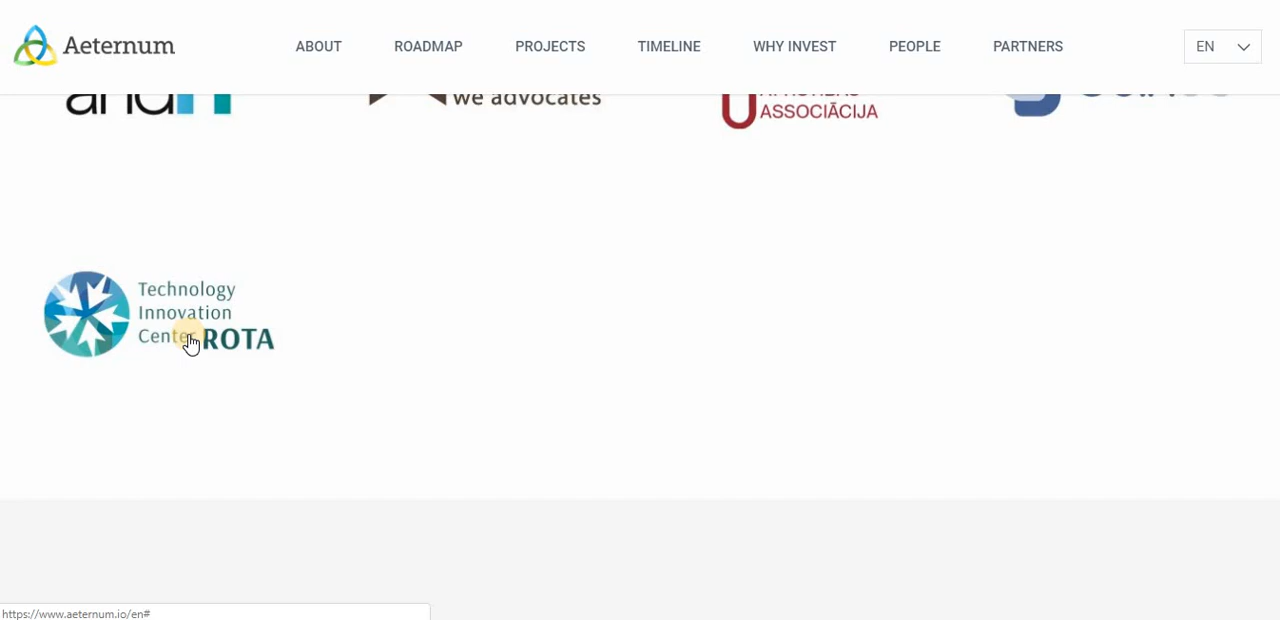 Aeternum
ABOUT
ROADMAP
PROJECTS
TIMELINE
WHY INVEST
PEOPLE
PARTNERS
EN
we advocates
ASSOCIĀCIJA
Technology
Innovation
Center ROTA
https://www.aeternum.io/en#